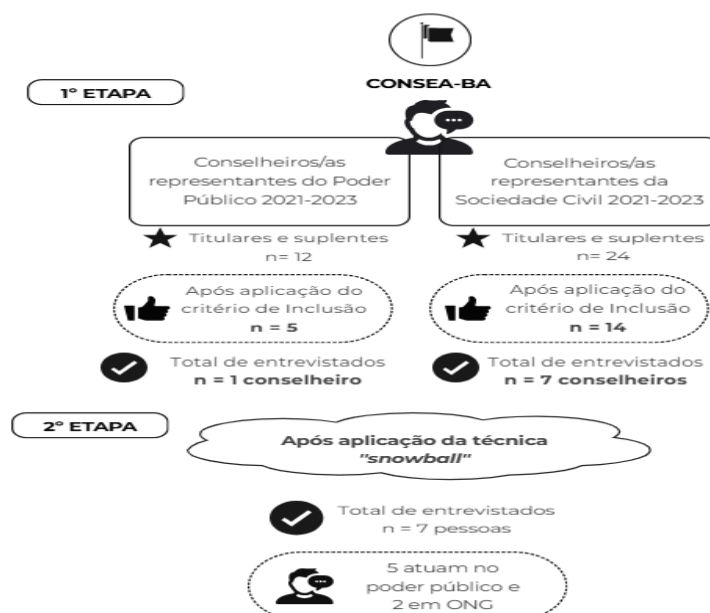 CONSEA-BA
1º ETAPA
Conselheiros/as
representantes do Poder
Público 2021-2023
Titulares e suplentes
n= 12
Após aplicação do
critério de Inclusão
n = 5
Total de entrevistados
n = 1 conselheiro
Conselheiros/as
representantes da
Sociedade Civil 2021-2023
Titulares e suplentes
n= 24
Após aplicação do
critério de Inclusão
n = 14
Total de entrevistados
n = 7 conselheiros
2º ETAPA
Após aplicação da técnica
"snowball"
Total de entrevistados
n = 7 pessoas
5 atuam no
poder público e
2 em ONG